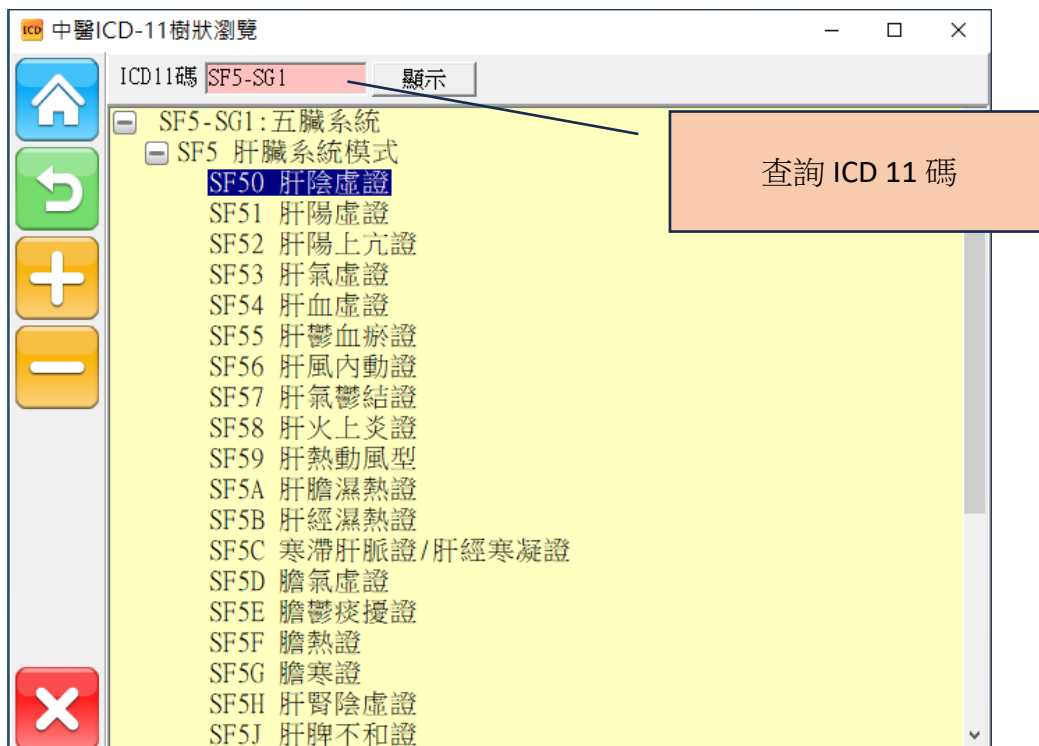 ICD 中醫ICD-11樹狀瀏覽
ICD11碼 SF5-SG1 顯示
查詢 ICD 11 碼
SF5-SG1:五臟系統
SF5 肝臟系統模式
SF50 肝陰虛證
SF51 肝陽虛證
SF52 肝陽上亢證
SF53 肝氣虛證
SF54 肝血虛證
SF55 肝鬱血瘀證
SF56 肝風內動證
SF57 肝氣鬱結證
SF58 肝火上炎證
SF59 肝熱動風型
SF5A 肝膽濕熱證
SF5B 肝經濕熱證
SF5C 寒滯肝脈證/肝經寒凝證
SF5D 膽氣虛證
SF5E 膽鬱痰擾證
SF5F 膽熱證
SF5G 膽寒證
SF5H 肝腎陰虛證
SF5J 肝脾不和證